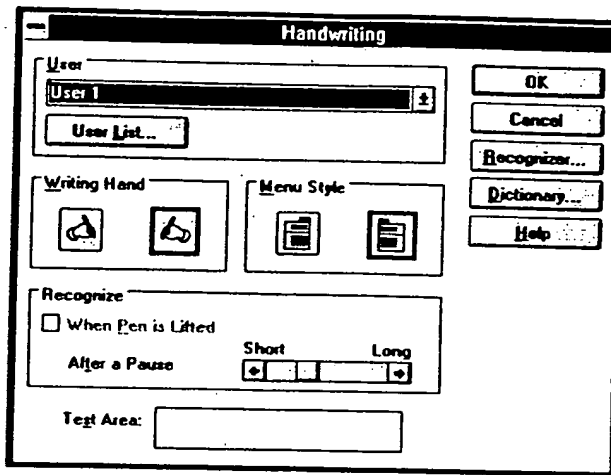 Handwriting
User
User 1
User List...
OK
Cancel
Recognizer...
Dictionary...
Help
Writing Hand
Menu Style
Recognize
When Pen is Lifted
After a Pause
Short Long
Test Area: